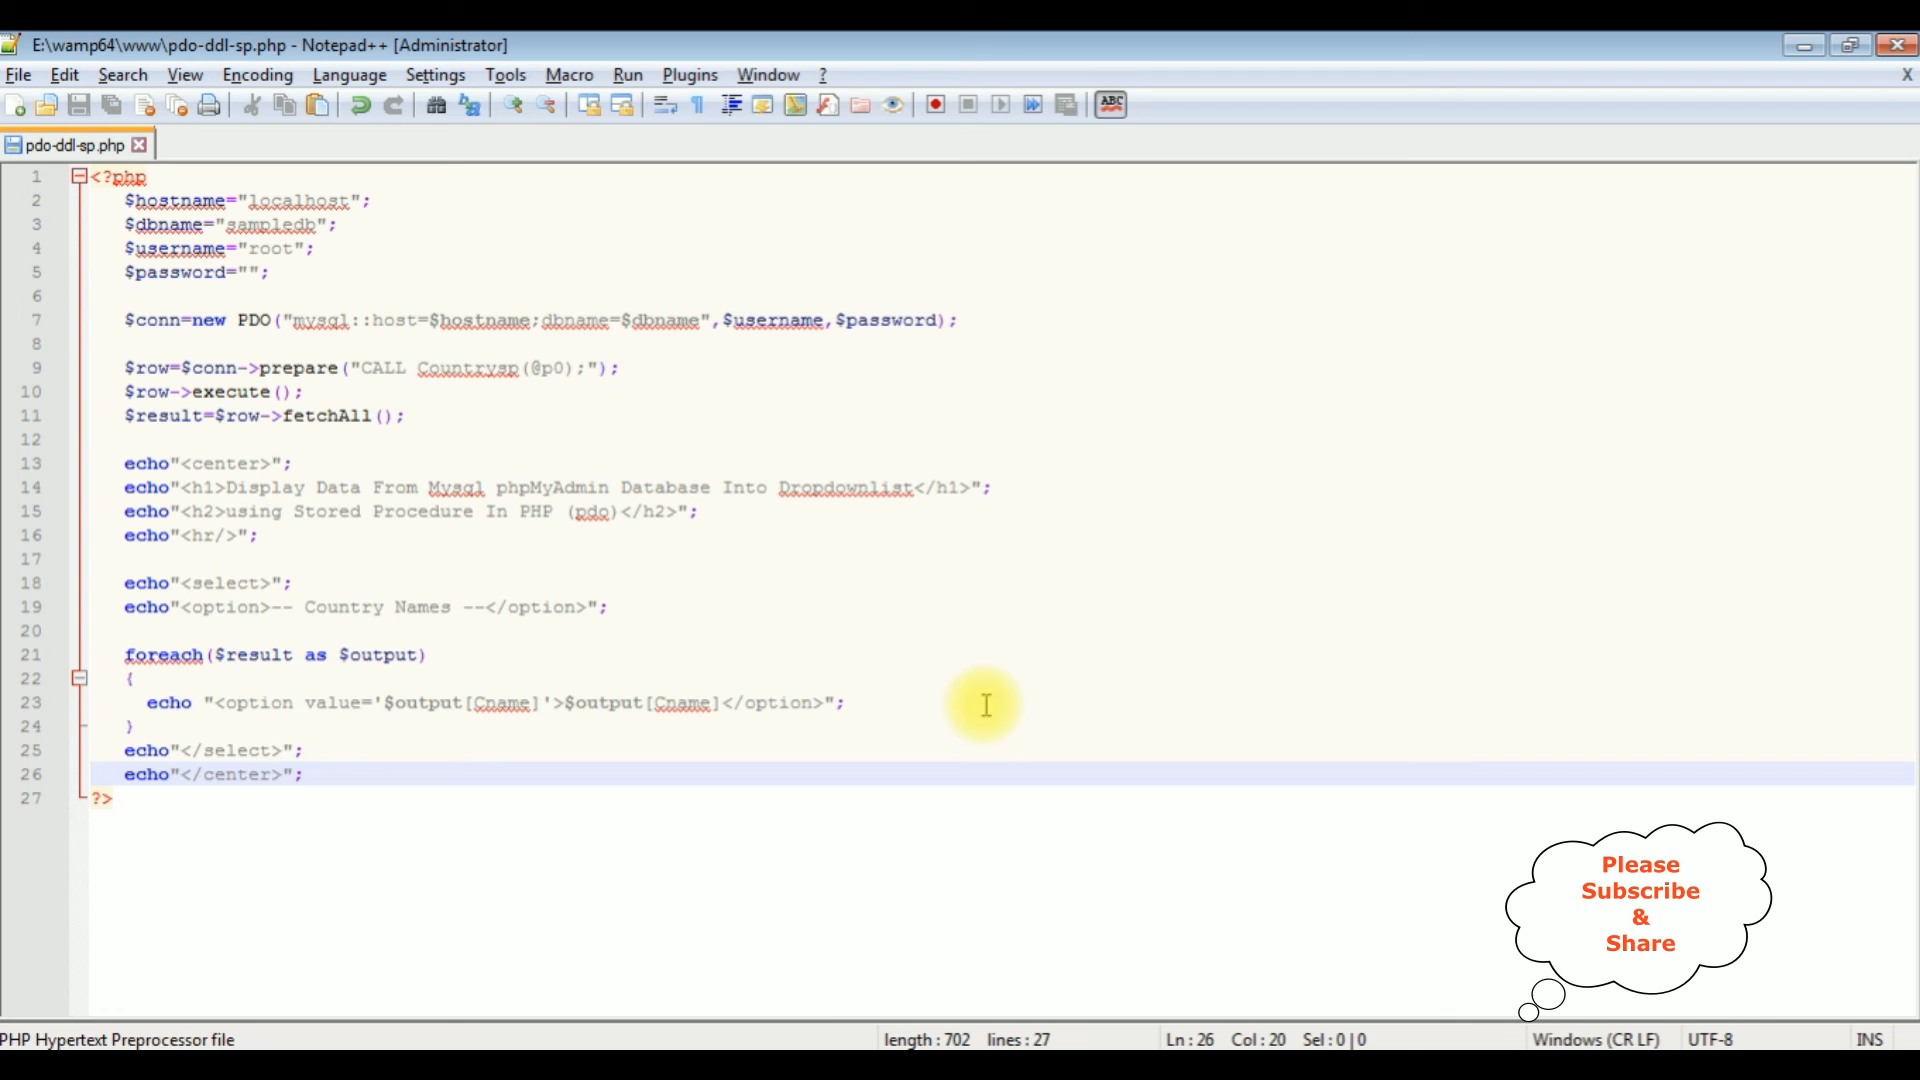 E:\wamp64\www\pdo-ddl-sp.php - Notepad++ [Administrator]
File Edit Search View Encoding Language Settings Tools Macro Run Plugins Window ? X
ABC
pdo-ddl-sp.php
1 <?php
2 $hostname="localhost";
3 $dbname="sampledb";
4 $username="root";
5 $password="";
6
7 $conn=new PDO("mysql::host=$hostname;dbname=$dbname",$username,$password);
8
9 $row=$conn->prepare("CALL Countrysp(@p0);");
10 $row->execute();
11 $result=$row->fetchAll();
12
13 echo"<center>";
14 echo"<h1>Display Data From Mysql phpMyAdmin Database Into Dropdownlist</h1>";
15 echo"<h2>using Stored Procedure In PHP (pdo)</h2>";
16 echo"<hr/>";
17
18 echo"<select>";
19 echo"<option>-- Country Names --</option>";
20
21 foreach($result as $output)
22 {
23 echo "<option value='$output[Cname]'>$output[Cname]</option>";
24 }
25 echo"</select>";
26 echo"</center>";
27 ?>
Please
Subscribe
&
Share
PHP Hypertext Preprocessor file length : 702 lines : 27 Ln : 26 Col : 20 Sel : 0 | 0 Windows (CR LF) UTF-8 INS